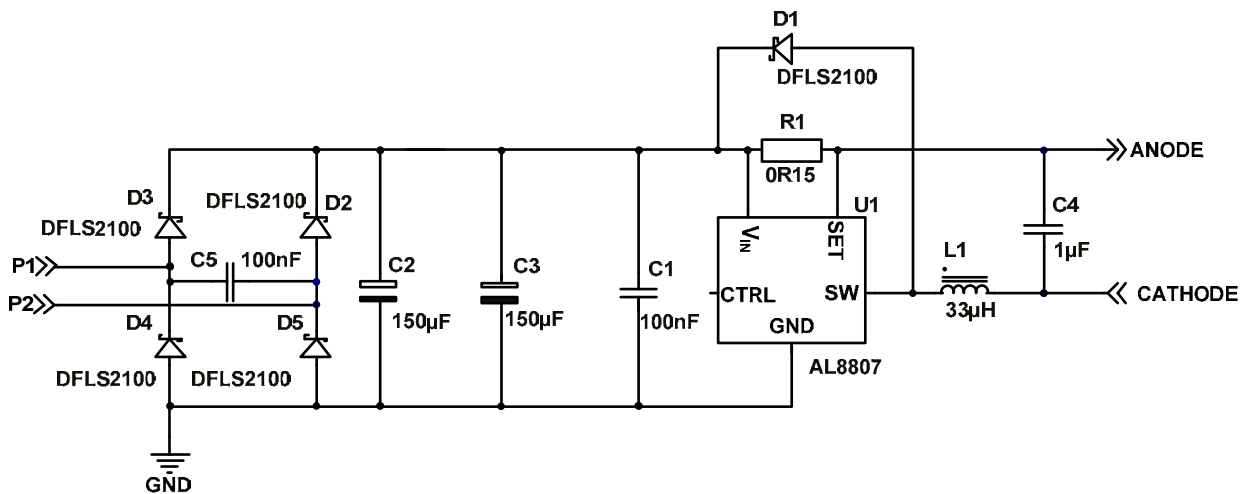 D1
DFLS2100
R1
0R15
ANODE
D3
DFLS2100
DFLS2100
D2
U1
VIN
SET
C4
1µF
P1
C5
100nF
C2
C3
C1
L1
P2
CTRL
SW
CATHODE
D4
D5
150µF
150µF
100nF
GND
33µH
DFLS2100
DFLS2100
AL8807
GND